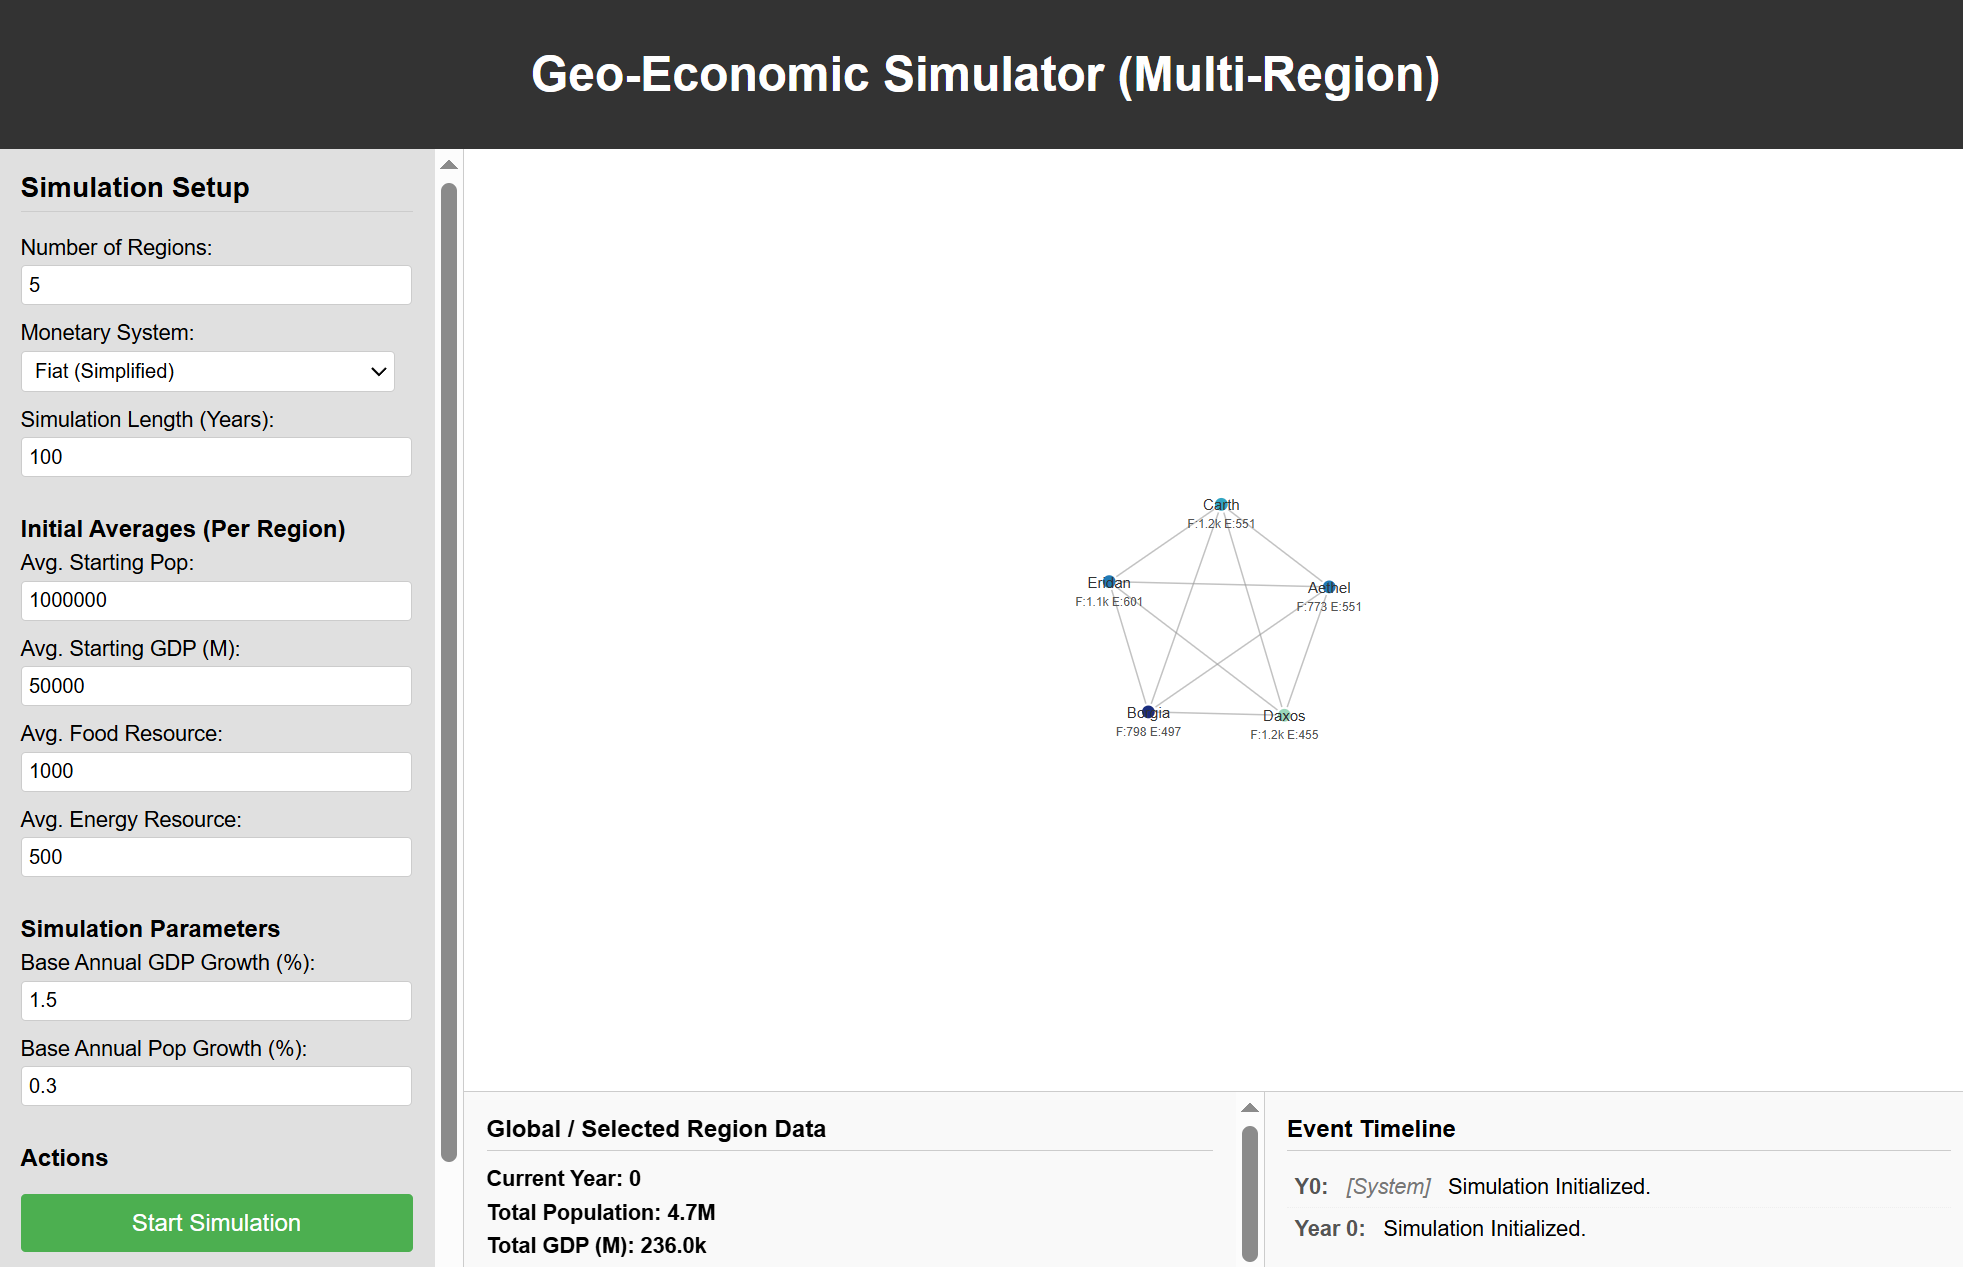 Geo-Economic Simulator (Multi-Region)
Simulation Setup
Number of Regions:
5
Monetary System:
Fiat (Simplified)
Simulation Length (Years):
100
Initial Averages (Per Region)
Avg. Starting Pop:
1000000
Avg. Starting GDP (M):
50000
Avg. Food Resource:
1000
Avg. Energy Resource:
500
Simulation Parameters
Base Annual GDP Growth (%):
1.5
Base Annual Pop Growth (%):
0.3
Actions
Start Simulation
Carth
F:1.2k E:551
Eridan
F:1.1k E:601
Aethel
F:773 E:551
Borgia
F:798 E:497
Daxos
F:1.2k E:455
Global / Selected Region Data
Current Year: 0
Total Population: 4.7M
Total GDP (M): 236.0k
Event Timeline
Y0: [System] Simulation Initialized.
Year 0: Simulation Initialized.